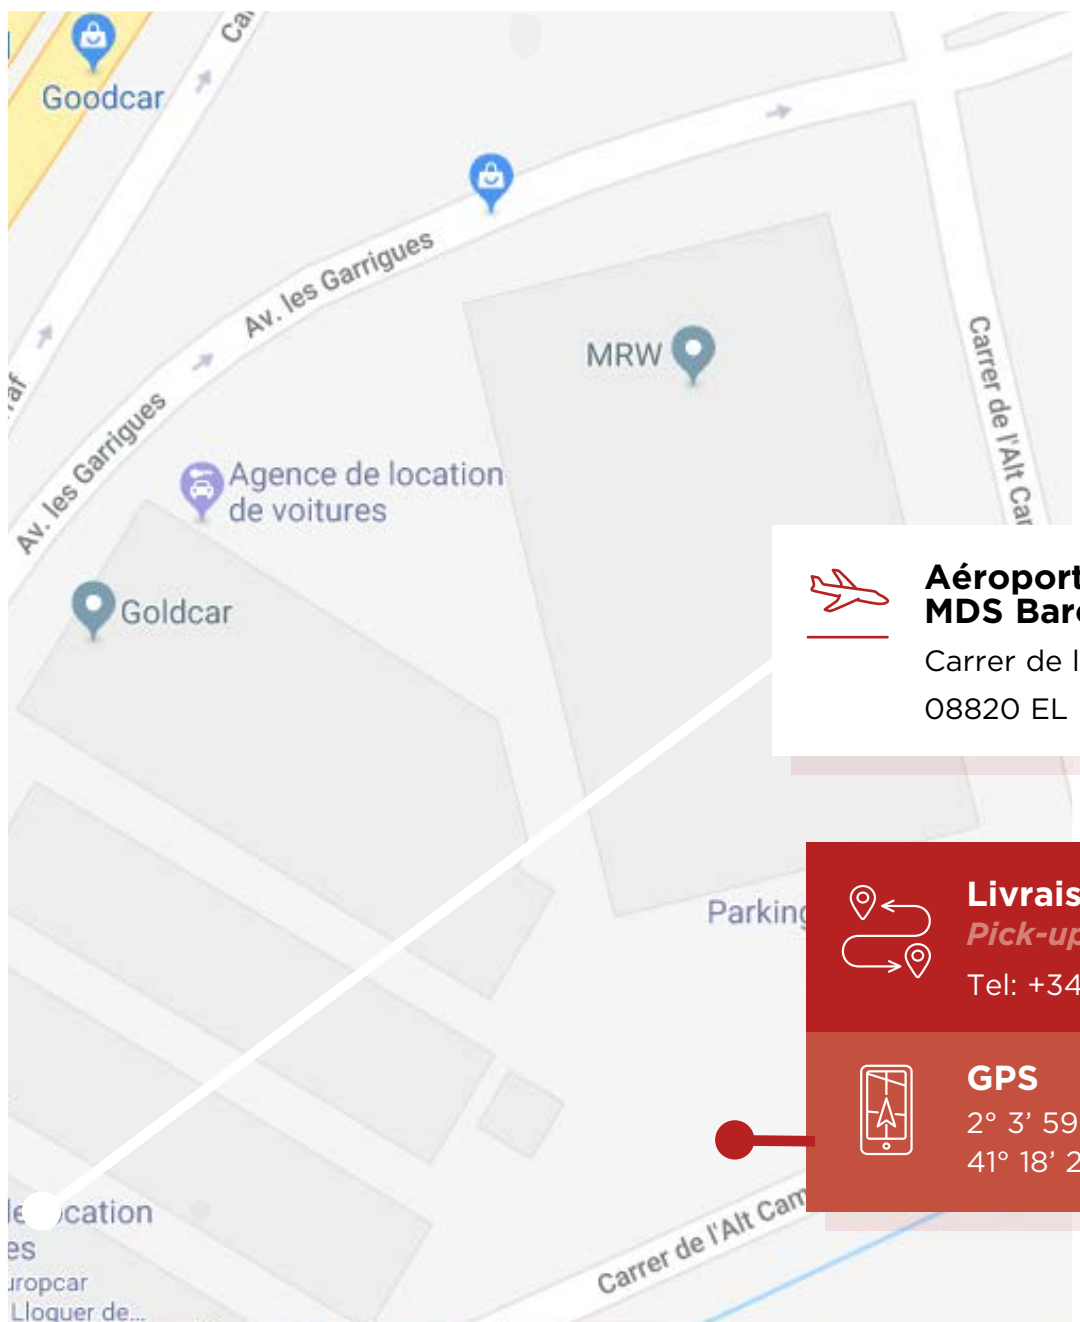 Goodcar
Av. les Garrigues
MRW
Carrer de l'Alt Car
Av. les Garrigues
Agence de location
de voitures
Goldcar
Aéroport
MDS Bar
Carrer de l
08820 EL
Parking
Livrais
Pick-up
Tel: +34
GPS
2° 3’ 59
41° 18’ 2
Carrer de l'Alt Cam
cation
es
uropcar
Lloguer de...